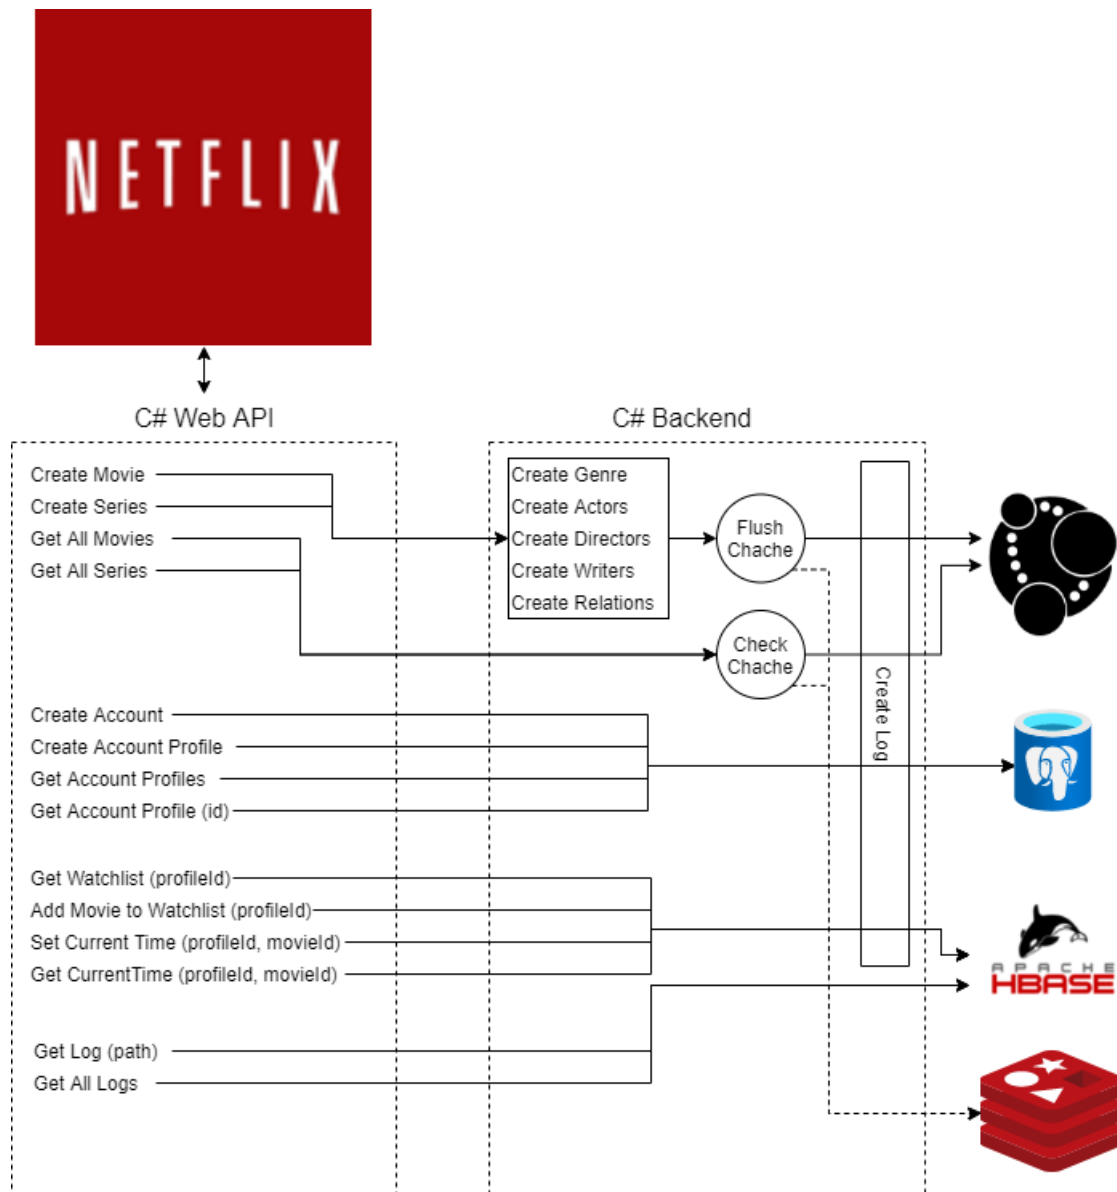 NETFLIX
C# Web API
C# Backend
Create Movie
Create Series
Get All Movies
Get All Series
Create Genre
Create Actors
Create Directors
Create Writers
Create Relations
Flush
Chache
Check
Chache
Create Log
Create Account
Create Account Profile
Get Account Profiles
Get Account Profile (id)
Get Watchlist (profileId)
Add Movie to Watchlist (profileId)
Set Current Time (profileId, movieId)
Get CurrentTime (profileId, movieId)
APACHE
HBASE
Get Log (path)
Get All Logs